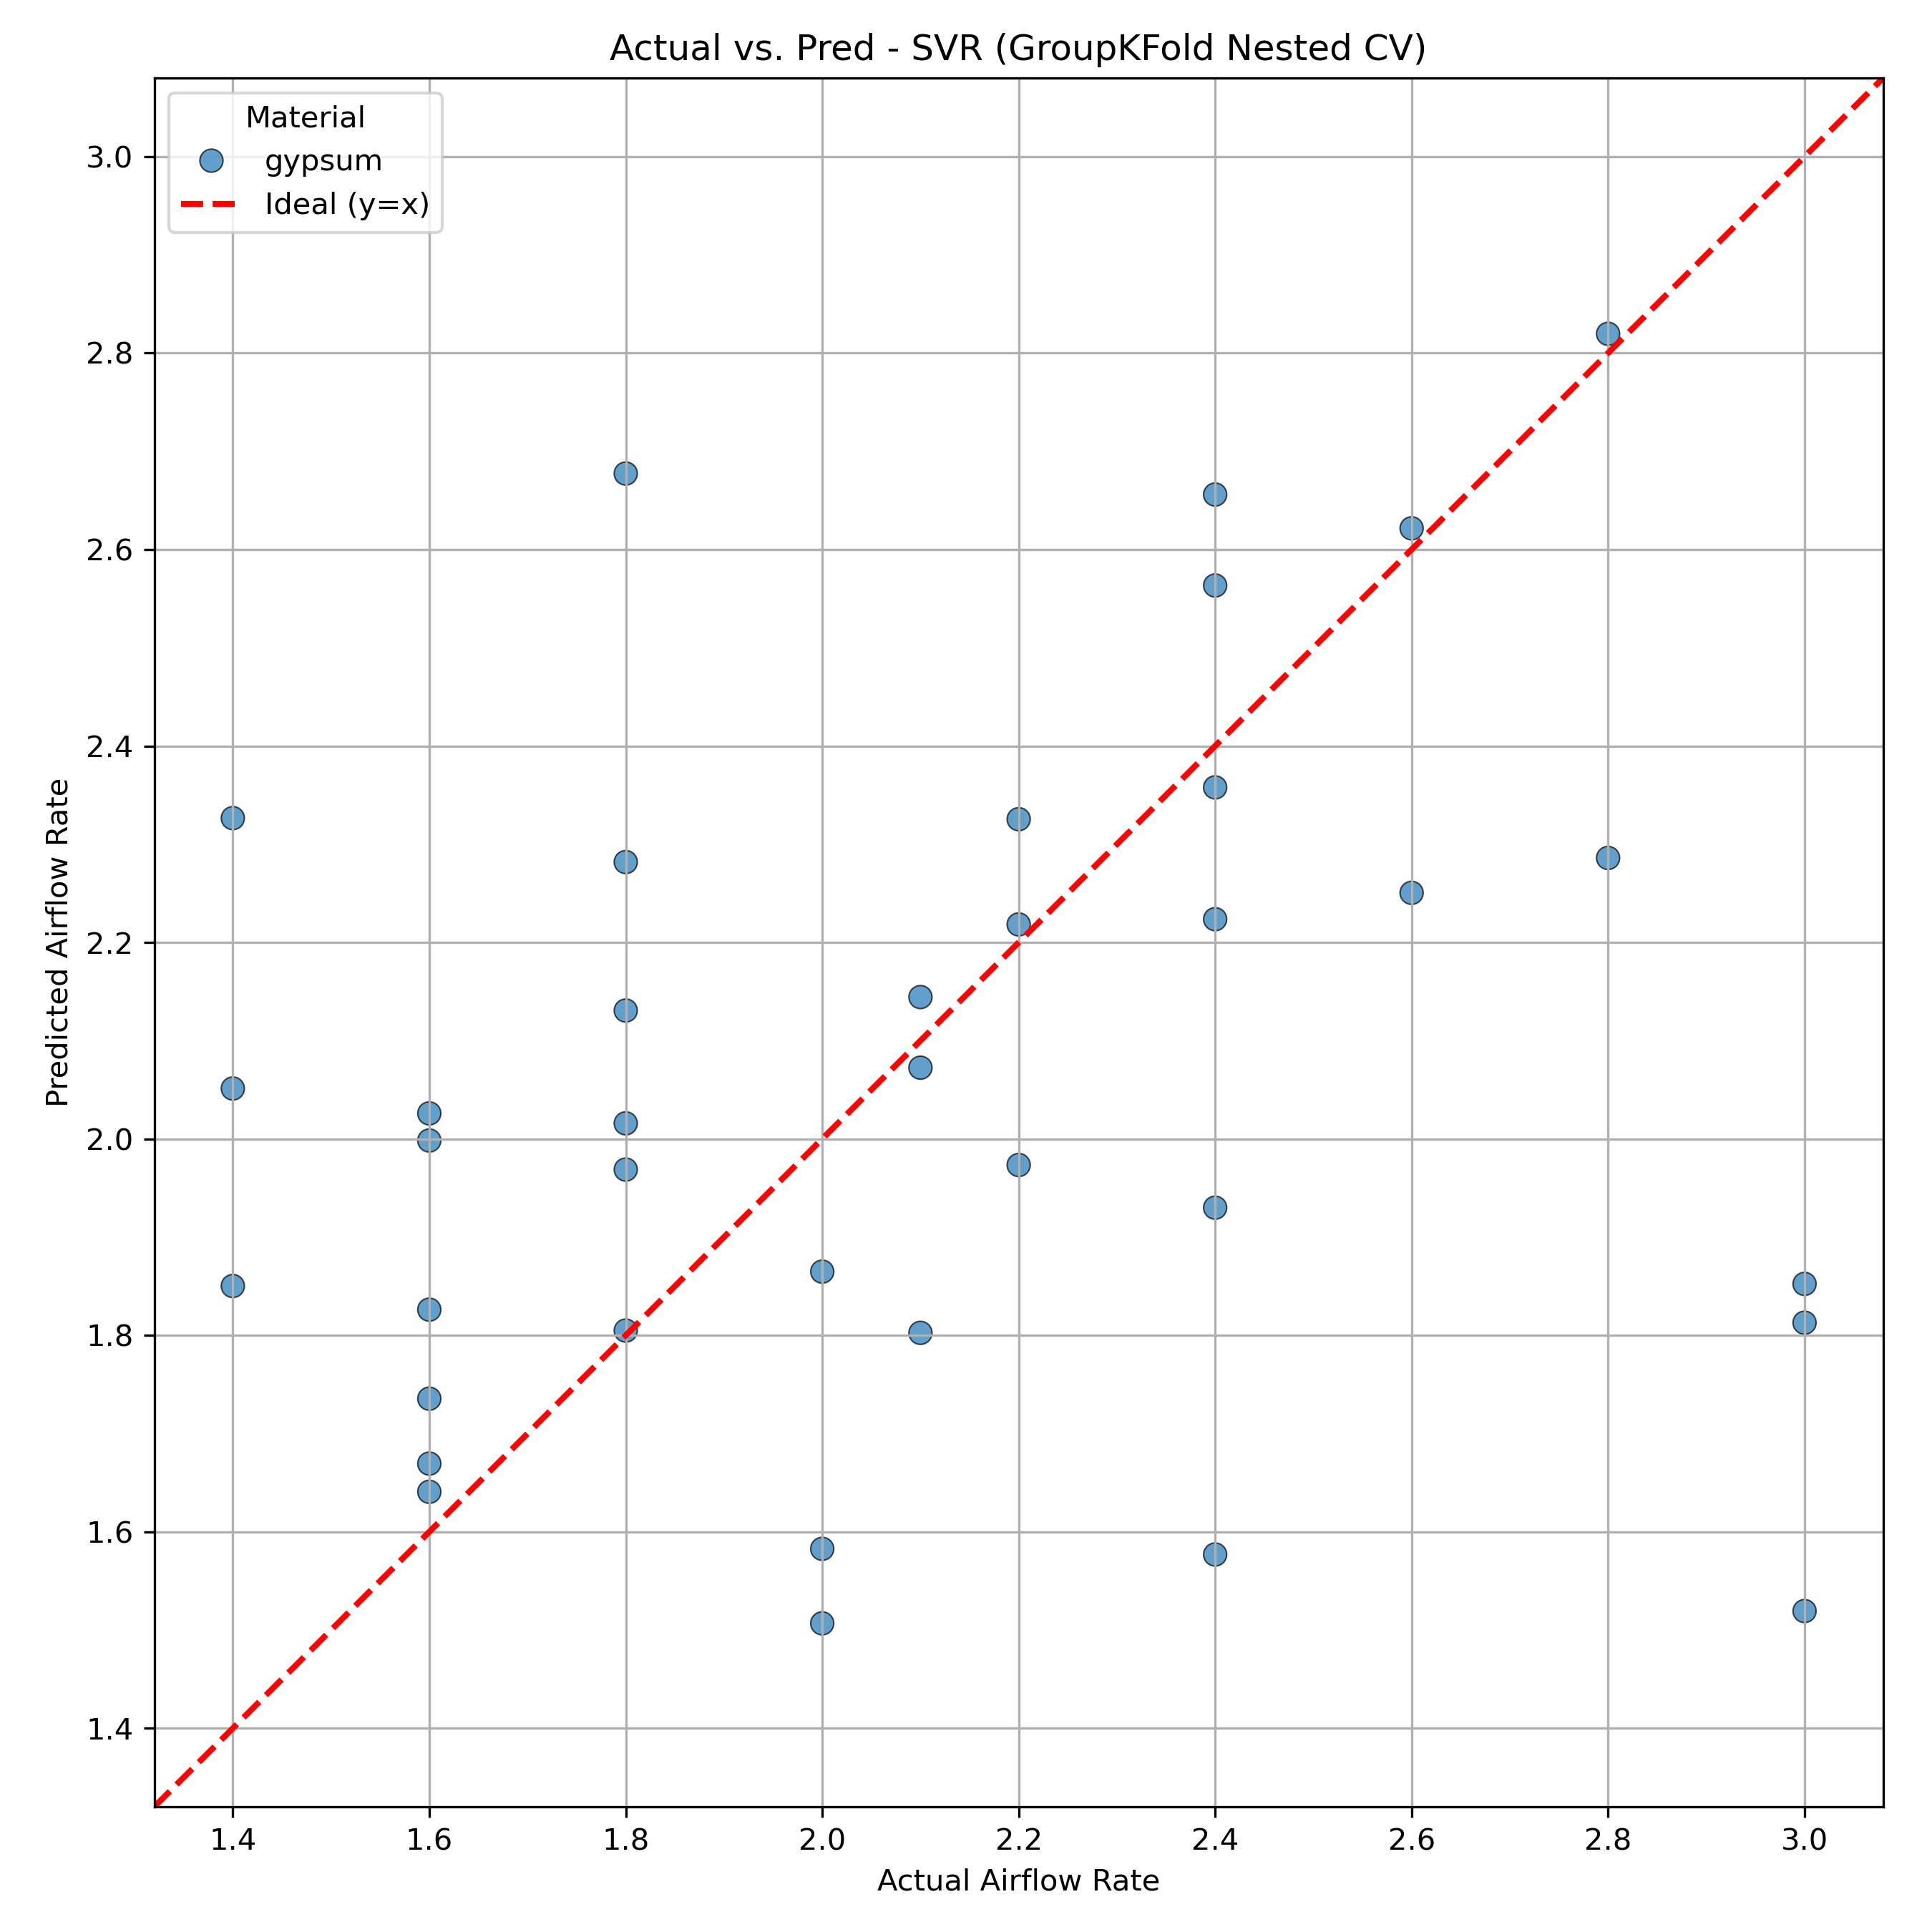 Actual vs. Pred - SVR (GroupKFold Nested CV)
Material
gypsum
Ideal (y=x)
3.0
2.8
2.6
2.4
2.2
2.0
1.8
1.6
1.4
Predicted Airflow Rate
1.4 1.6 1.8 2.0 2.2 2.4 2.6 2.8 3.0
Actual Airflow Rate